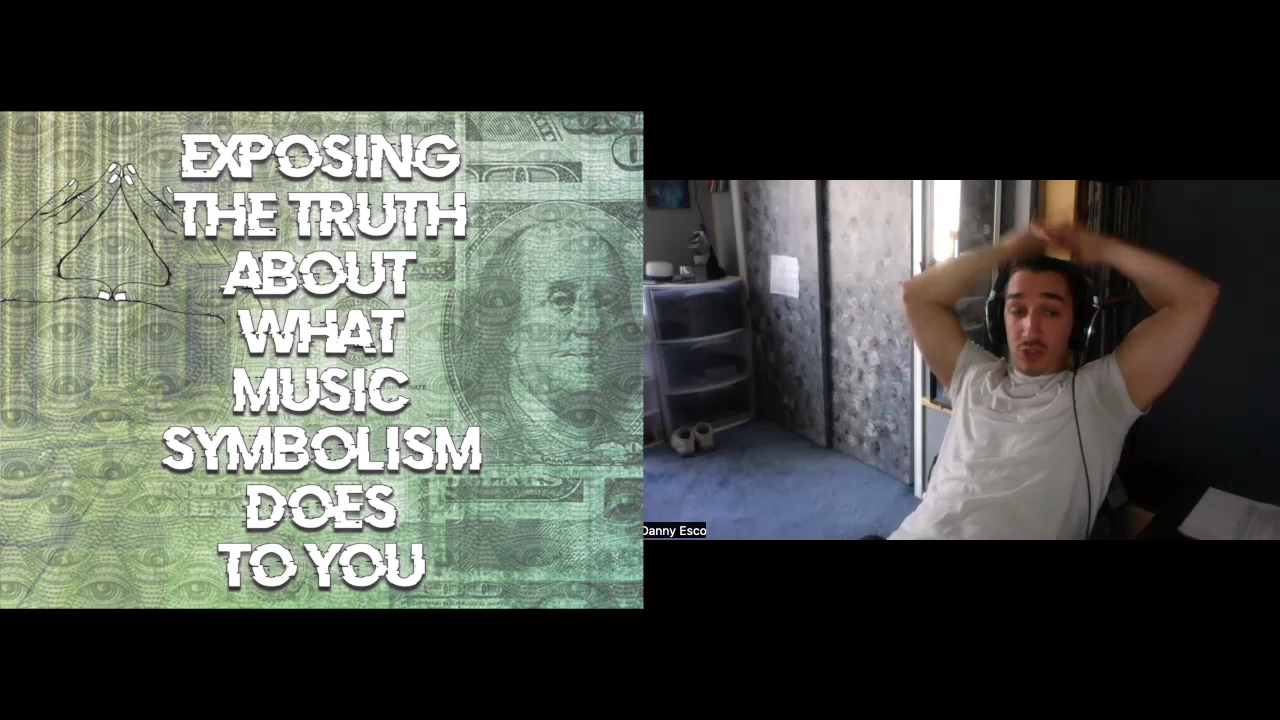 EXPOSING
THE TRUTH
ABOUT
WHAT
MUSIC
SYMBOLISM
DOES
TO YOU
Danny Esco